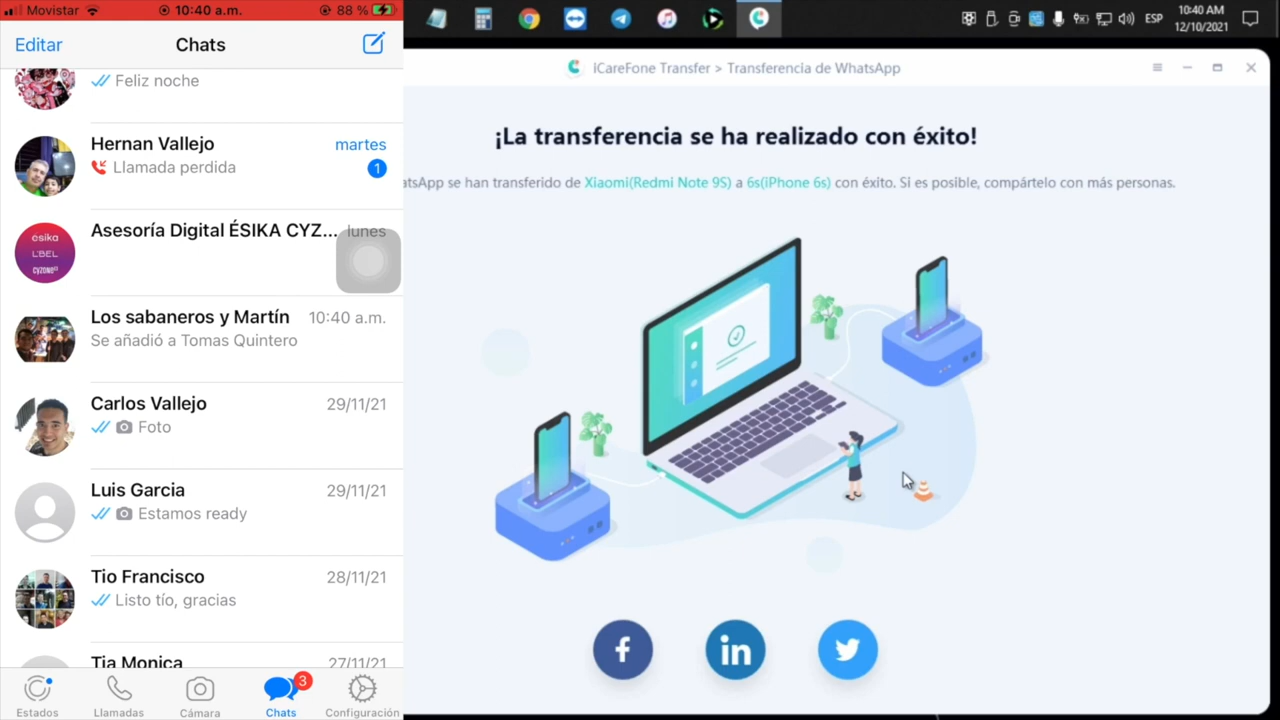 Movistar 10:40 a.m. 88 %
Editar Chats
Feliz noche
Hernan Vallejo martes
Llamada perdida 1
Asesoría Digital ÉSIKA CYZ... lunes
ésika
L'BEL
cyzone
Los sabaneros y Martín 10:40 a.m.
Se añadió a Tomas Quintero
Carlos Vallejo 29/11/21
Foto
Luis Garcia 29/11/21
Estamos ready
Tio Francisco 28/11/21
Listo tío, gracias
Tia Monica 27/11/21
3
Estados Llamadas Cámara Chats Configuración
ESP
10:40 AM
12/10/2021
iCareFone Transfer > Transferencia de WhatsApp
¡La transferencia se ha realizado con éxito!
atsApp se han transferido de Xiaomi(Redmi Note 9S) a 6s(iPhone 6s) con éxito. Si es posible, compártelo con más personas.
f in